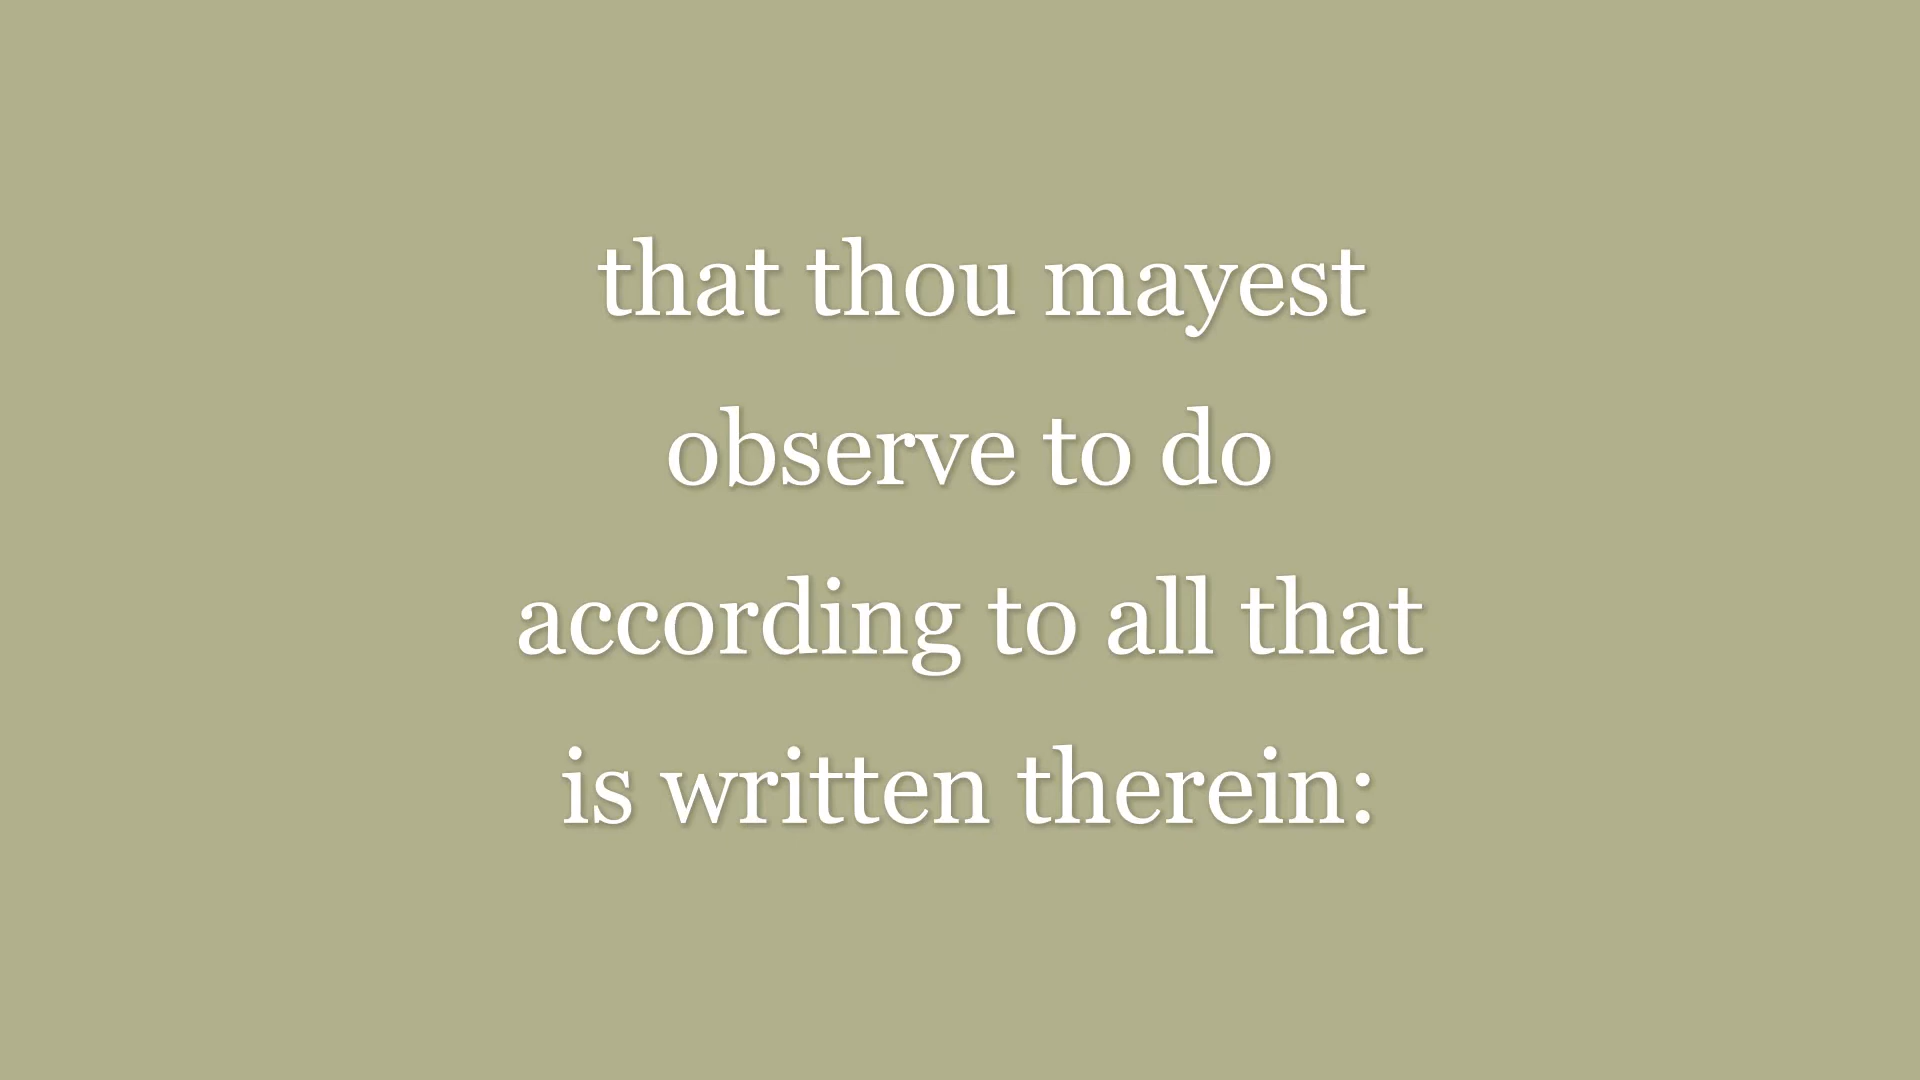 that thou mayest
observe to do
according to all that
is written therein: